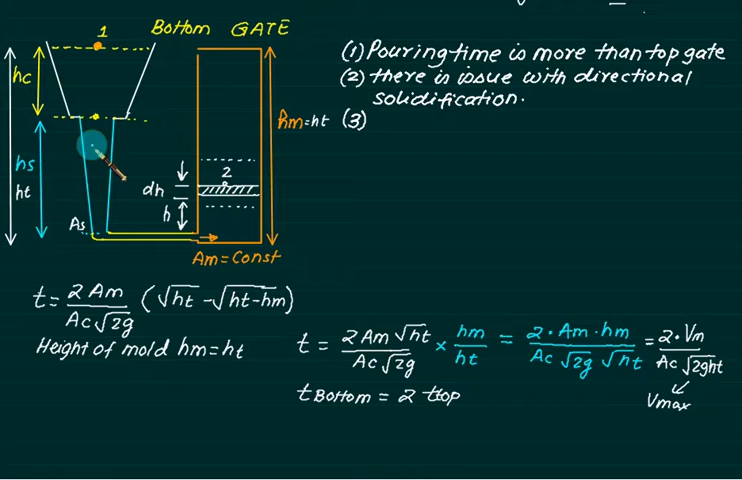 1
Bottom GATE
(1) Pouring time is more than top gate
(2) there is issue with directional
solidification.
(3)
hc
hm=ht
hs
ht
dh
2
h
As
Am=Const
t = 2Am / Ac√2g (√ht - √ht-hm)
Height of mold hm=ht
t = 2Am√ht / Ac√2g × hm / ht = 2·Am·hm / Ac√2g √ht = 2·Vm / Ac√2ght
Vmax
tBottom = 2 ttop